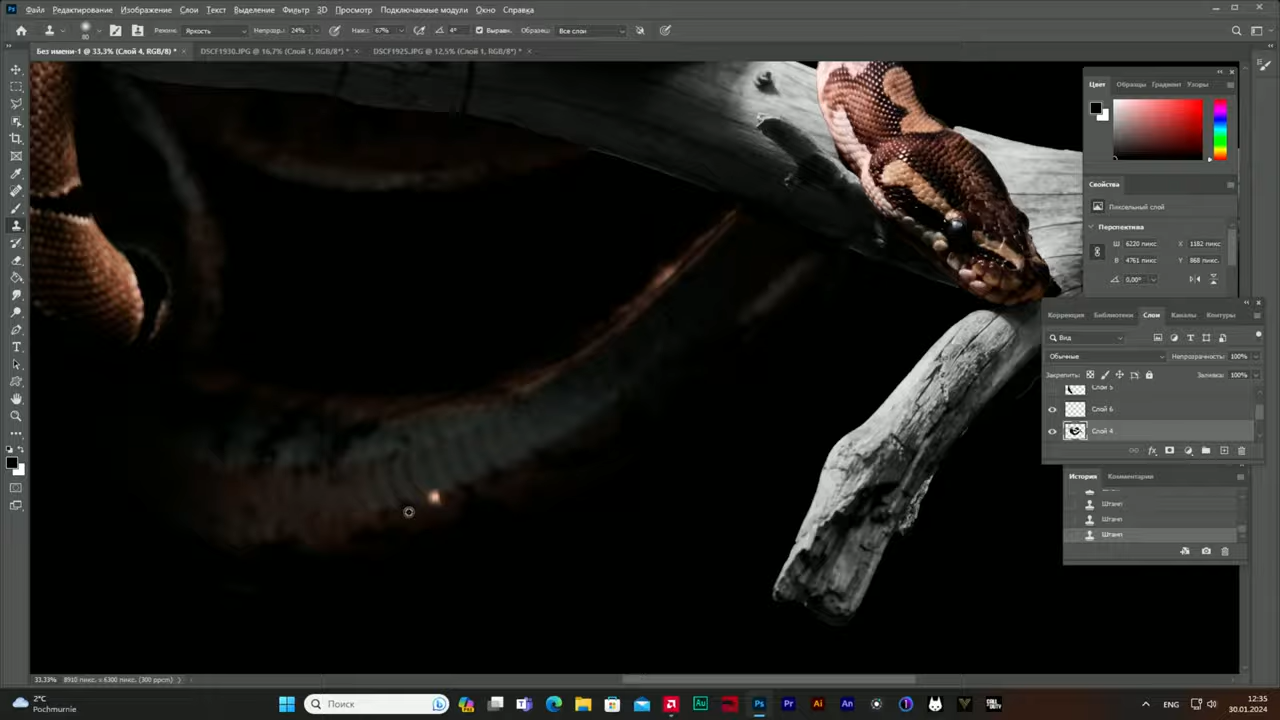 Файл Редактирование Изображение Слои Текст Выделение Фильтр 3D Просмотр Подключаемые модули Окно Справка
80 Режим: Яркость Непрозр.: 24% Наж.: 67% 4° Выравн. Образец: Все слои
Без имени-1 @ 33,3% (Слой 4, RGB/8) * × DSCF1930.JPG @ 16,7% (Слой 1, RGB/8*) * × DSCF1925.JPG @ 12,5% (Слой 1, RGB/8*) * ×
Цвет Образцы Градиент Узоры
Свойства
Пиксельный слой
Перспектива
Ш 6220 пикс X 1182 пикс
В 4761 пикс Y 868 пикс.
0,00°
Коррекция Библиотеки Слои Каналы Контуры
Вид
Обычные Непрозрачность: 100%
Закрепить: Заливка: 100%
Слой 5
Слой 6
Слой 4
История Комментарии
Штамп
Штамп
Штамп
33,33% 8910 пикс. × 6300 пикс. (300 ppcm)
2°C
Pochmurnie
Поиск
ENG
12:35
30.01.2024